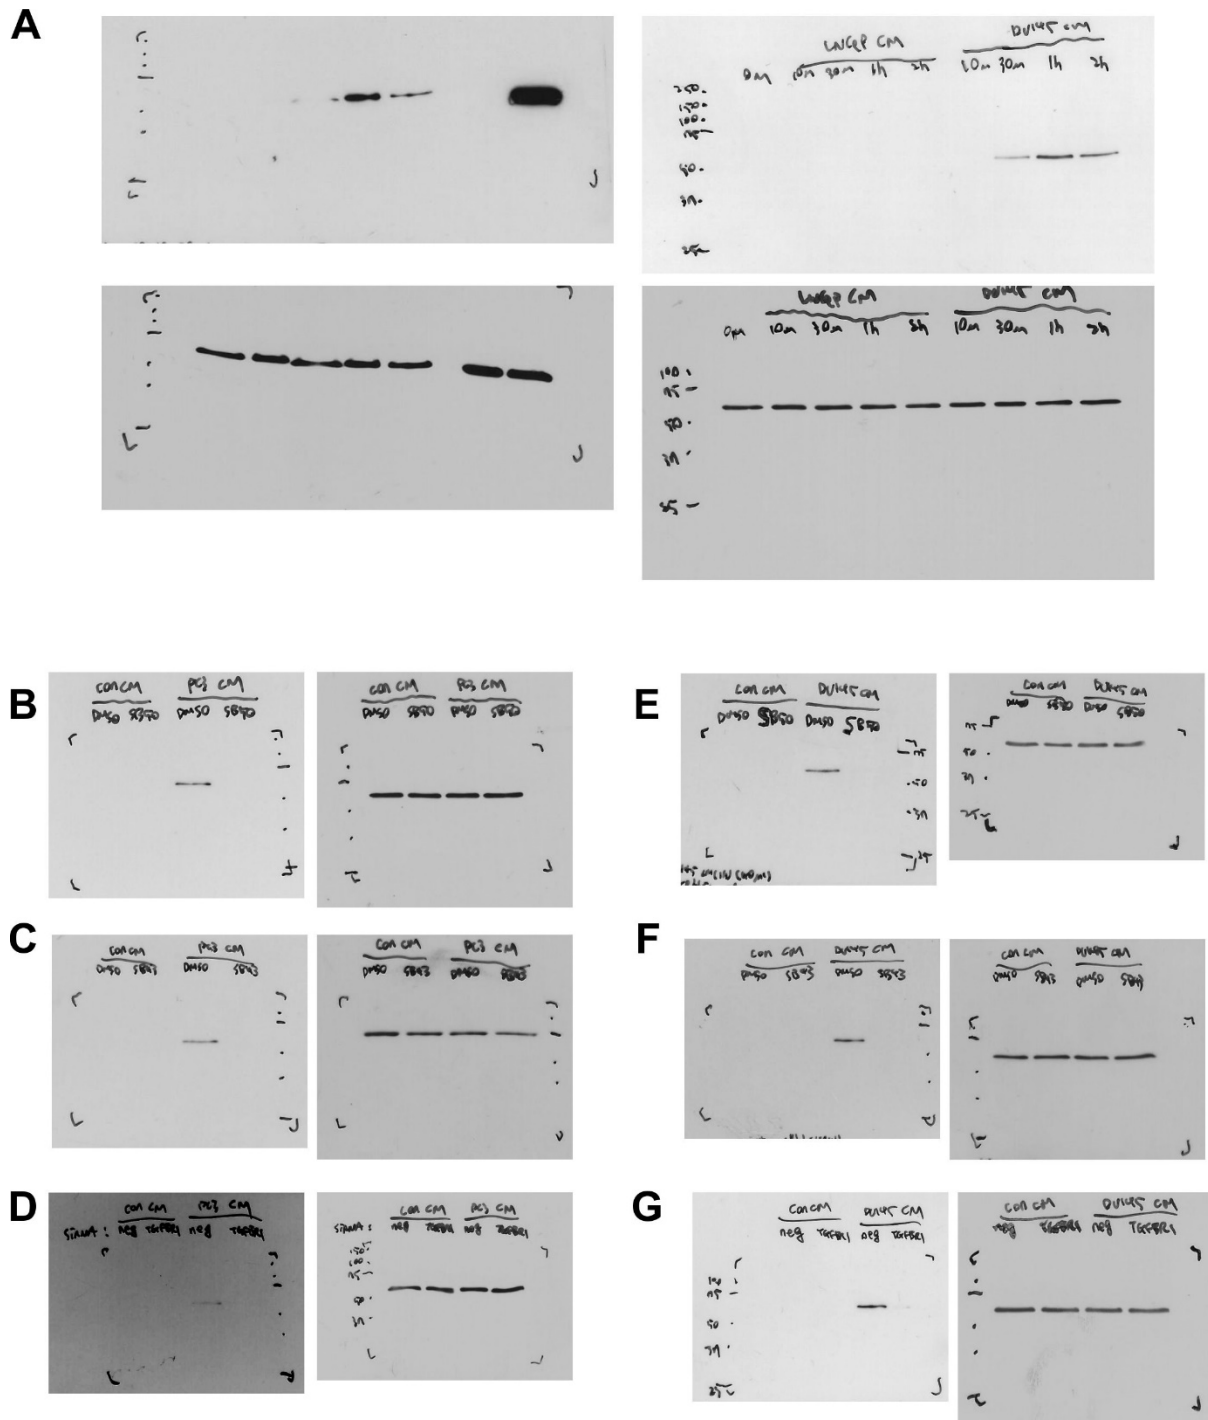 A
LNCap CM
DU145 CM
0m 10m 30m 1h 2h 10m 30m 1h 2h
250
150
100
75
50
37
25
LNCap CM
DU145 CM
0m 10m 30m 1h 2h 10m 30m 1h 2h
100
75
50
37
25
B
Con CM PC3 CM
DMSO SB50 DMSO SB50
Con CM PC3 CM
DMSO SB50 DMSO SB50
E
Con CM DU145 CM
DMSO SB50 DMSO SB50
75
50
37
25
Con CM DU145 CM
DMSO SB50 DMSO SB50
75
50
37
25
C
Con CM PC3 CM
DMSO SB43 DMSO SB43
Con CM PC3 CM
DMSO SB43 DMSO SB43
F
Con CM DU145 CM
DMSO SB43 DMSO SB43
Con CM DU145 CM
DMSO SB43 DMSO SB43
D
Con CM PC3 CM
siRNA : neg TGFBR1 neg TGFBR1
Con CM PC3 CM
siRNA : neg TGFBR1 neg TGFBR1
150
100
75
50
37
G
Con CM DU145 CM
neg TGFBR1 neg TGFBR1
100
75
50
37
25
Con CM DU145 CM
neg TGFBR1 neg TGFBR1